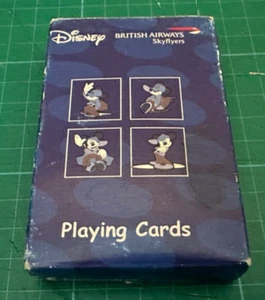 Disney
BRITISH AIRWAYS
Skyflyers
Playing Cards